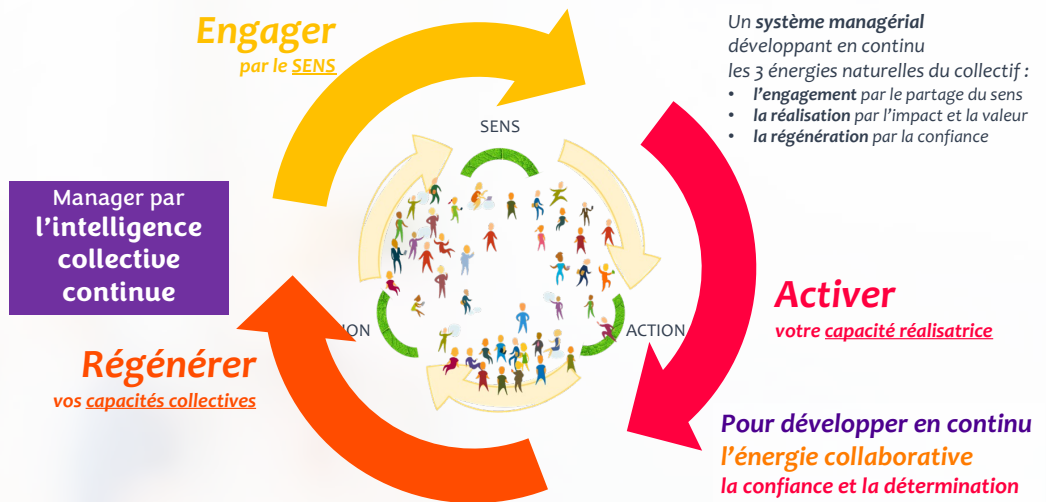 Engager
par le SENS
Un système managérial
développant en continu
les 3 énergies naturelles du collectif :
• l'engagement par le partage du sens
• la réalisation par l'impact et la valeur
• la régénération par la confiance
SENS
Manager par
l'intelligence
collective
continue
Activer
votre capacité réalisatrice
ION
ACTION
Régénérer
vos capacités collectives
Pour développer en continu
l'énergie collaborative
la confiance et la détermination